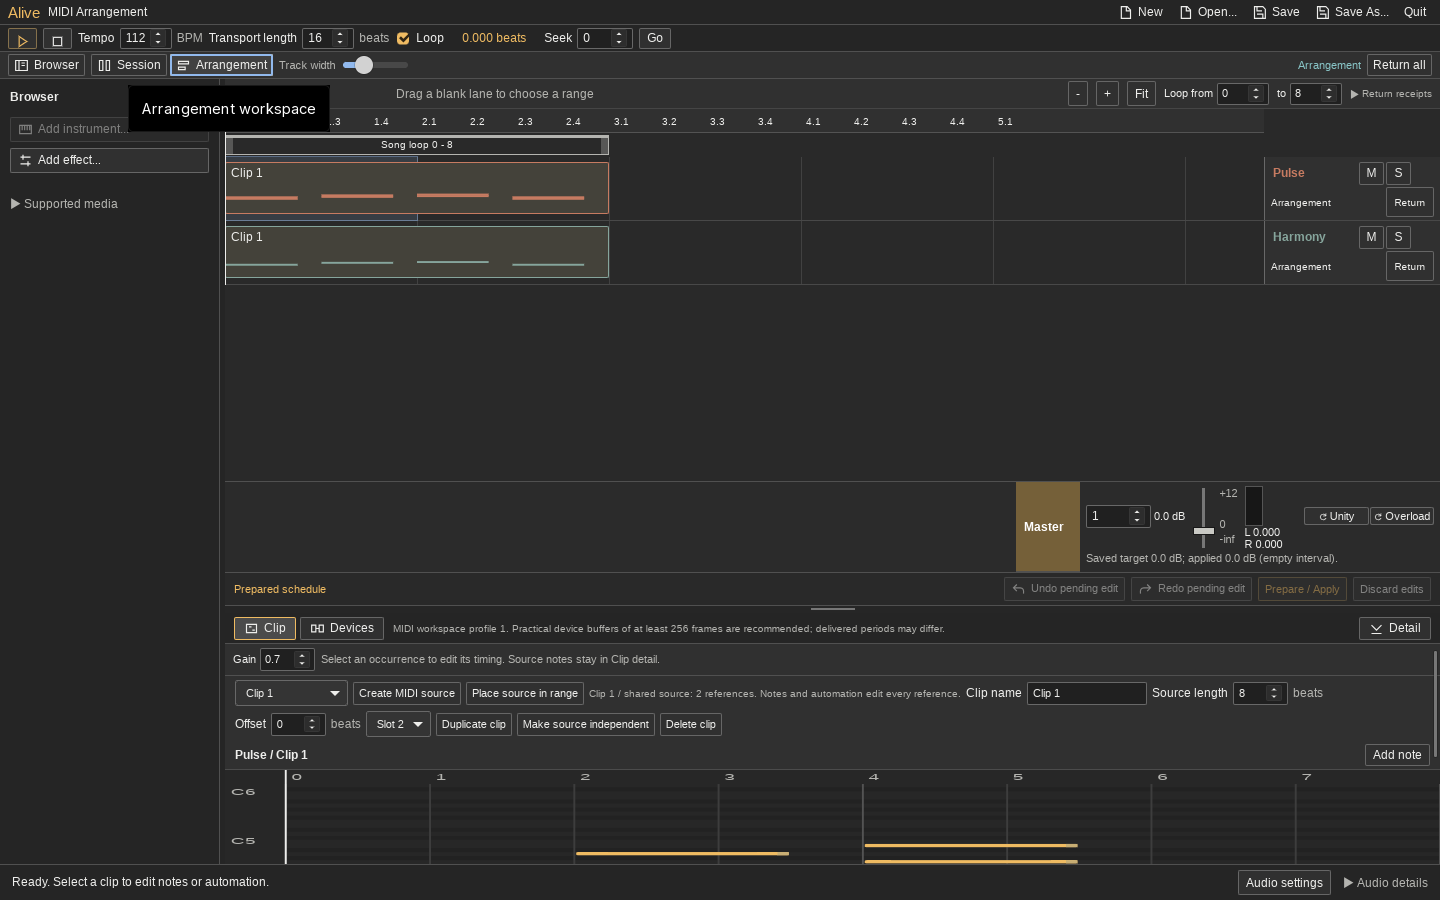 Alive MIDI Arrangement New Open... Save Save As... Quit
Tempo 112 BPM Transport length 16 beats Loop 0.000 beats Seek 0 Go
Browser Session Arrangement Track width Arrangement Return all
Browser Drag a blank lane to choose a range - + Fit Loop from 0 to 8 Return receipts
Arrangement workspace
Add instrument... .3 1.4 2.1 2.2 2.3 2.4 3.1 3.2 3.3 3.4 4.1 4.2 4.3 4.4 5.1
Song loop 0 - 8
Add effect...
Clip 1 Pulse M S
Supported media Arrangement Return
Clip 1 Harmony M S
Arrangement Return
Master 1 0.0 dB +12 0 -inf L 0.000 R 0.000 Unity Overload
Saved target 0.0 dB; applied 0.0 dB (empty interval).
Prepared schedule Undo pending edit Redo pending edit Prepare / Apply Discard edits
Clip Devices MIDI workspace profile 1. Practical device buffers of at least 256 frames are recommended; delivered periods may differ. Detail
Gain 0.7 Select an occurrence to edit its timing. Source notes stay in Clip detail.
Clip 1 Create MIDI source Place source in range Clip 1 / shared source: 2 references. Notes and automation edit every reference. Clip name Clip 1 Source length 8 beats
Offset 0 beats Slot 2 Duplicate clip Make source independent Delete clip
Pulse / Clip 1 Add note
0 1 2 3 4 5 6 7
C6
C5
Ready. Select a clip to edit notes or automation. Audio settings Audio details